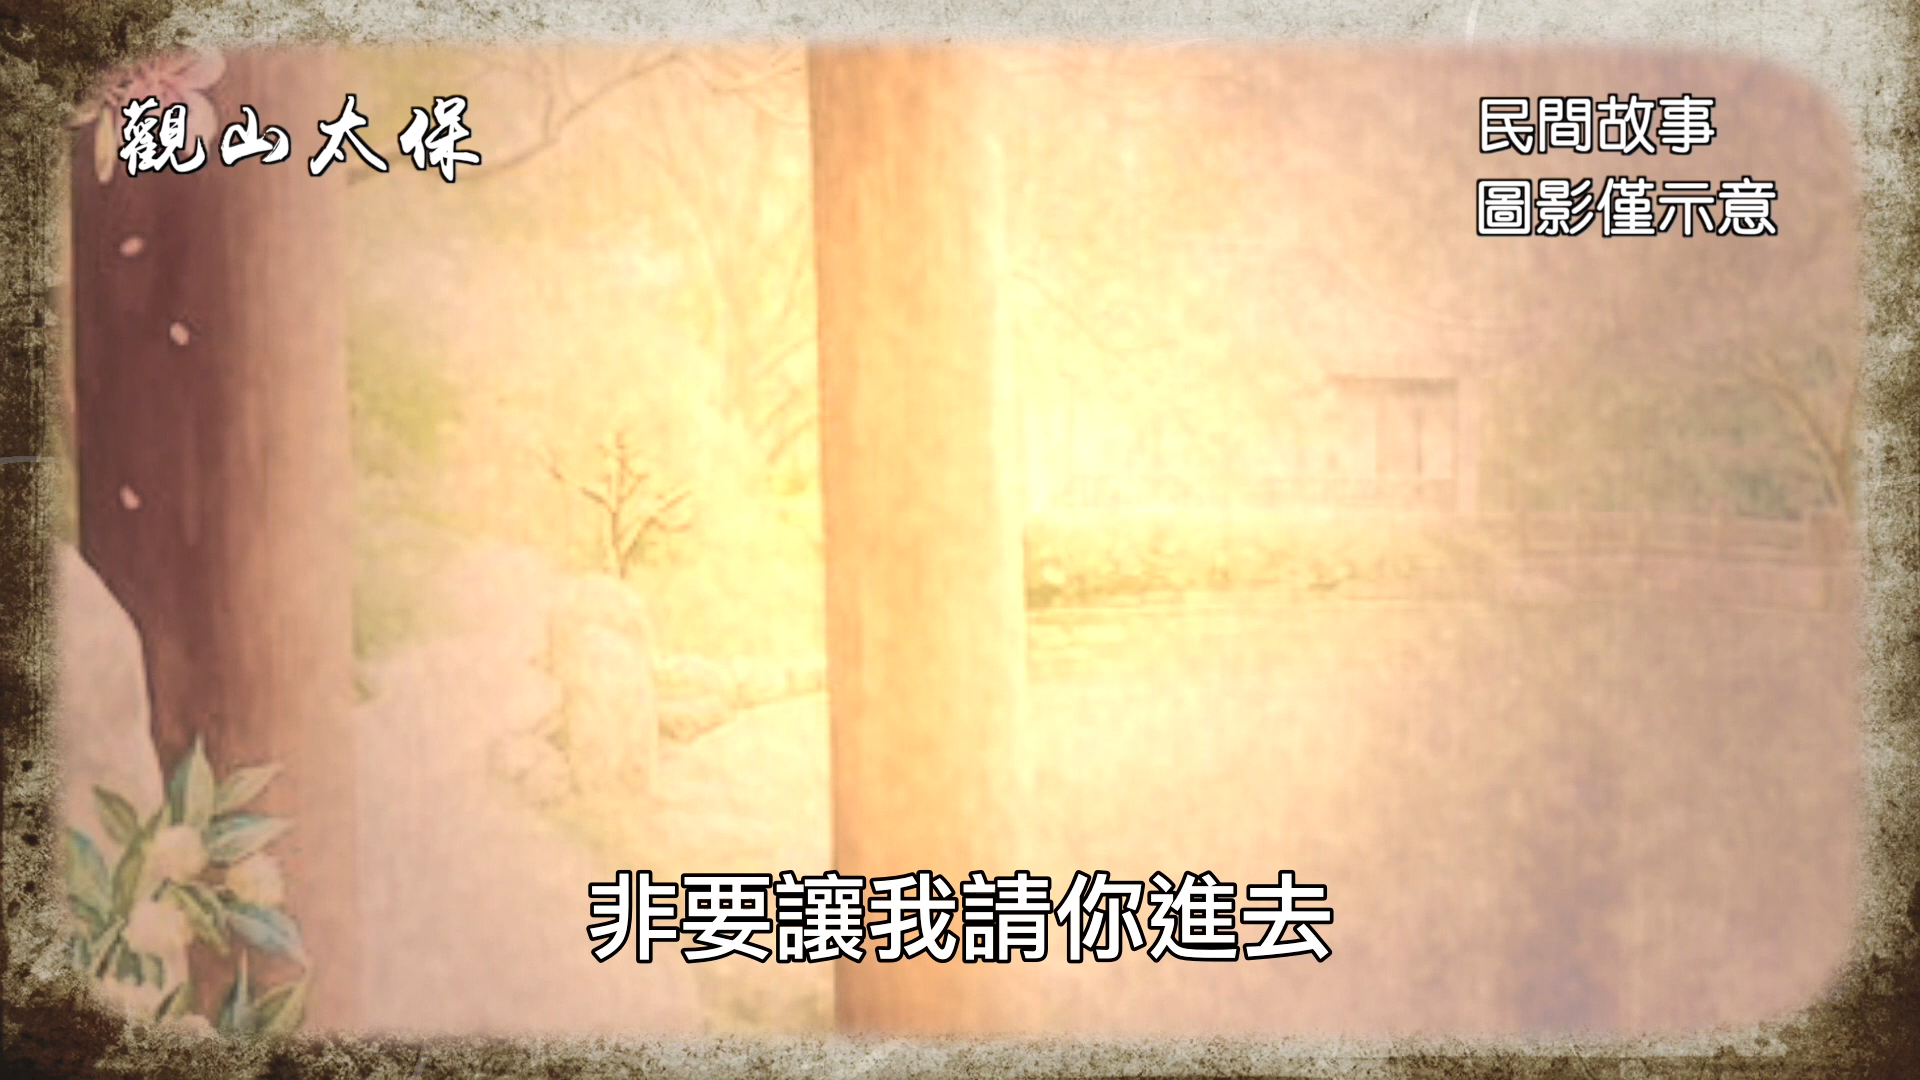 觀山太保
民間故事
圖影僅示意
非要讓我請你進去